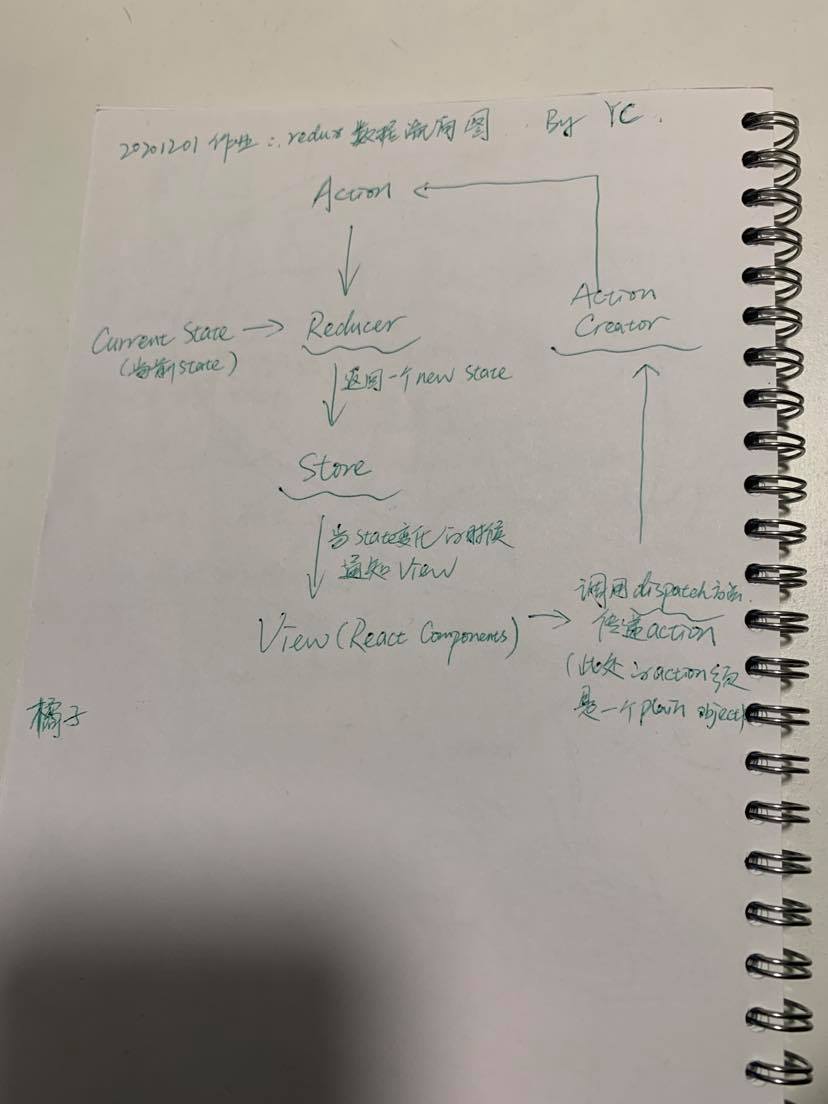 20201201 作业: redux 数据流向图 By YC.
Action
Action
Creator
Current State
(当前state)
Reducer
返回一个new state
Store
当state变化的时候
通知View
View (React Components)
调用dispatch方法.
传递action
(此处的action须
是一个plain object)
橘子